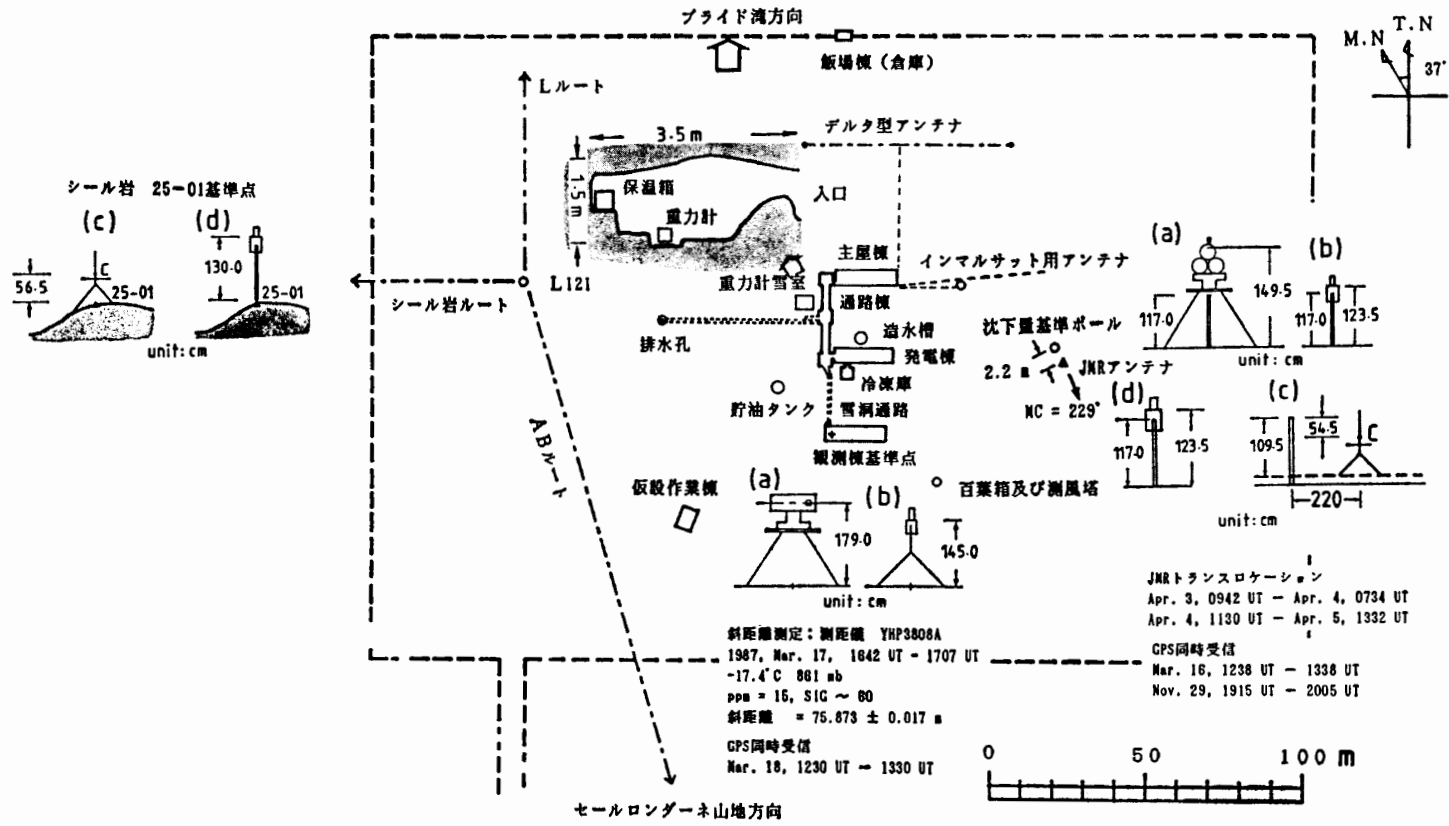 ブライド湾方向
飯場棟（倉庫）
M.N T.N
37°
Lルート
デルタ型アンテナ
3.5m
1.5m
保温箱
重力計
入口
シール岩 25-01基準点
(c) (d)
C
56.5
25-01
130.0
25-01
unit: cm
シール岩ルート
L121
重力計雪室
主屋棟
インマルサット用アンテナ
通路棟
排水孔
造水槽
発電棟
冷凍庫
貯油タンク
雪洞通路
観測棟基準点
沈下量基準ポール
2.2 m
JMRアンテナ
MC = 229°
(a) (b)
117.0
149.5
117.0
123.5
unit: cm
(d) (c)
117.0
123.5
109.5
54.5
C
220
unit: cm
ABルート
仮設作業棟
百葉箱及び測風塔
(a) (b)
179.0
145.0
unit: cm
斜距離測定：測距儀 YHP3808A
1987, Mar. 17, 1642 UT - 1707 UT
-17.4°C 861 mb
ppm = 15, SIG ～ 60
斜距離 = 75.873 ± 0.017 m
GPS同時受信
Mar. 18, 1230 UT - 1330 UT
JMRトランスロケーション
Apr. 3, 0942 UT - Apr. 4, 0734 UT
Apr. 4, 1130 UT - Apr. 5, 1332 UT
GPS同時受信
Mar. 16, 1238 UT - 1338 UT
Nov. 29, 1915 UT - 2005 UT
0 50 100 m
セールロンダーネ山地方向